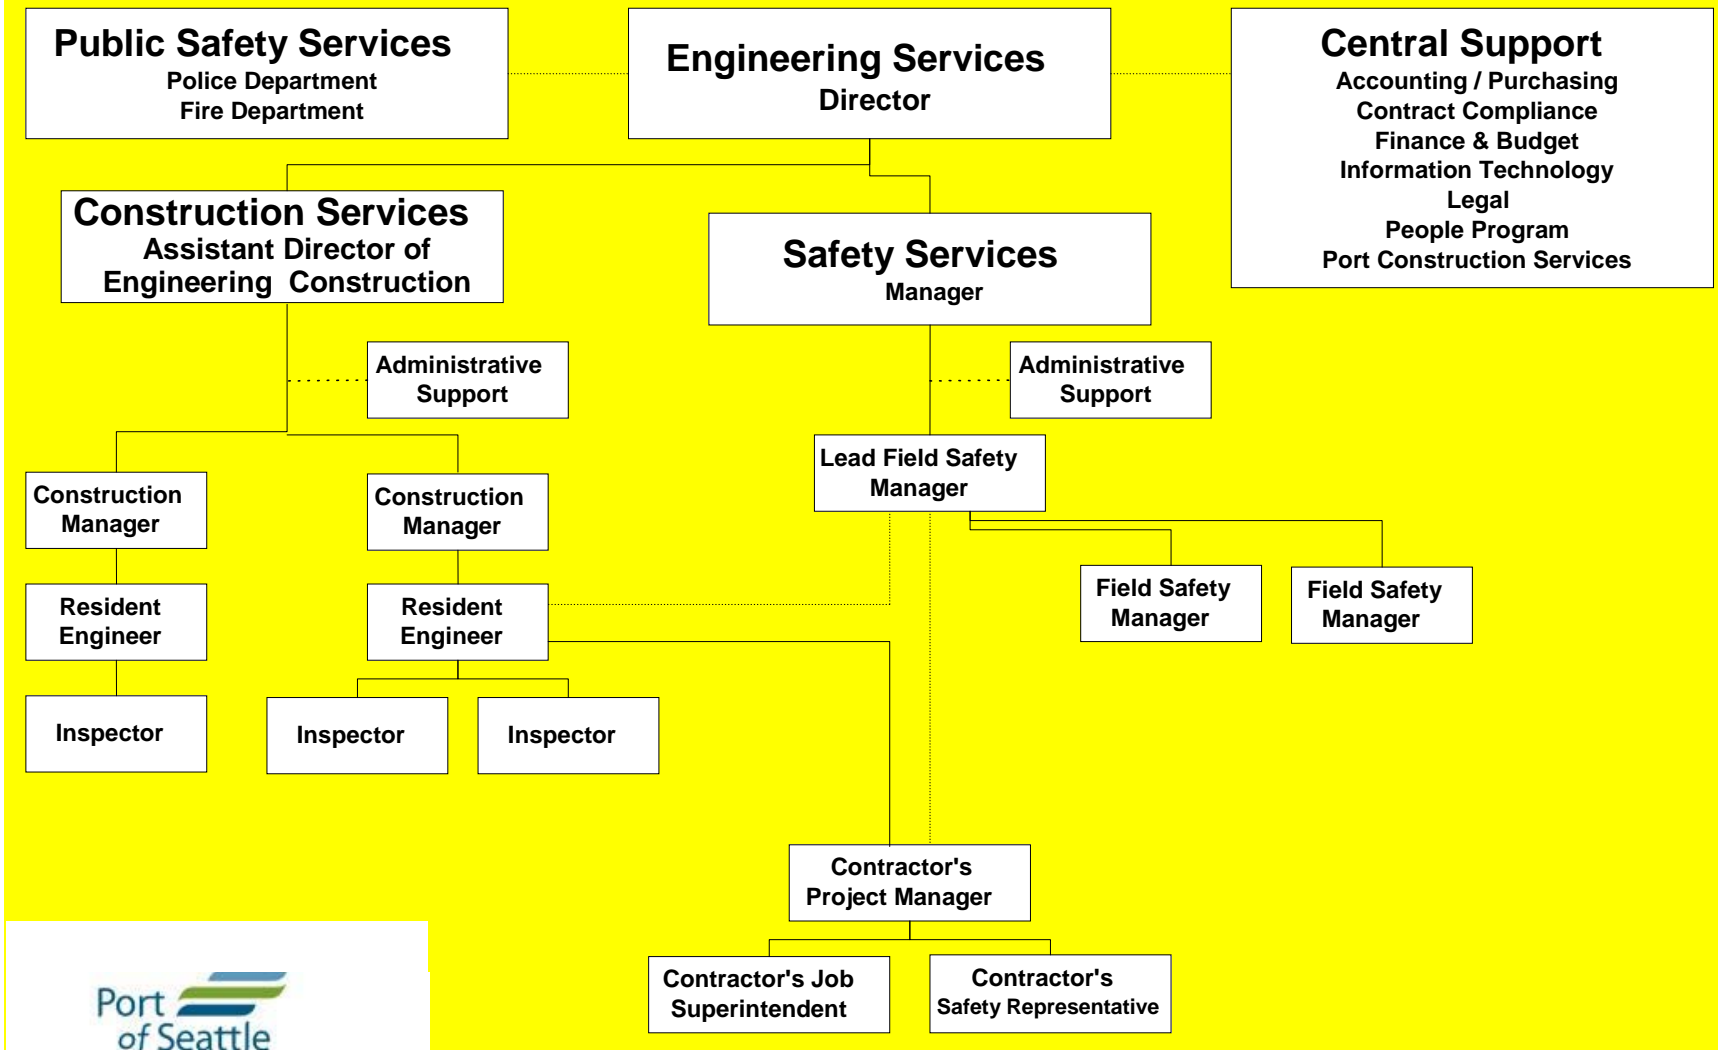 Public Safety Services
Police Department
Fire Department
Engineering Services
Director
Central Support
Accounting / Purchasing
Contract Compliance
Finance & Budget
Information Technology
Legal
People Program
Port Construction Services
Construction Services
Assistant Director of
Engineering Construction
Safety Services
Manager
Administrative
Support
Administrative
Support
Lead Field Safety
Manager
Construction
Manager
Construction
Manager
Field Safety
Manager
Field Safety
Manager
Resident
Engineer
Resident
Engineer
Inspector
Inspector
Inspector
Contractor's
Project Manager
Contractor's Job
Superintendent
Contractor's
Safety Representative
Port
of Seattle